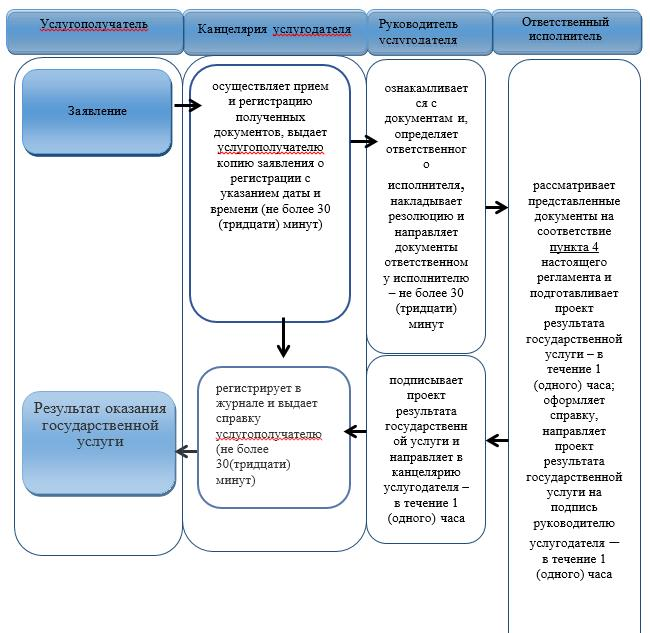 Услугополучатель
Канцелярия услугодателя
Руководитель
услугодателя
Ответственный
исполнитель
Заявление
осуществляет прием
и регистрацию
полученных
документов, выдает
услугополучателю
копию заявления о
регистрации с
указанием даты и
времени (не более 30
(тридцати) минут)
ознакамливает
ся с
документам и,
определяет
ответственног
о
исполнителя,
накладывает
резолюцию и
направляет
документы
ответственном
у исполнителю
– не более 30
(тридцати)
минут
рассматривает
представленные
документы на
соответствие
пункта 4
настоящего
регламента и
подготавливает
проект
результата
государственной
услуги – в
течение 1
(одного) часа;
оформляет
справку,
направляет
проект
результата
государственной
услуги на
подпись
руководителю
услугодателя —
в течение 1
(одного) часа
подписывает
проект
результата
государственн
ой услуги и
направляет в
канцелярию
услугодателя –
в течение 1
(одного) часа
регистрирует в
журнале и выдает
справку
услугополучателю
(не более
30(тридцати)
минут)
Результат оказания
государственной
услуги